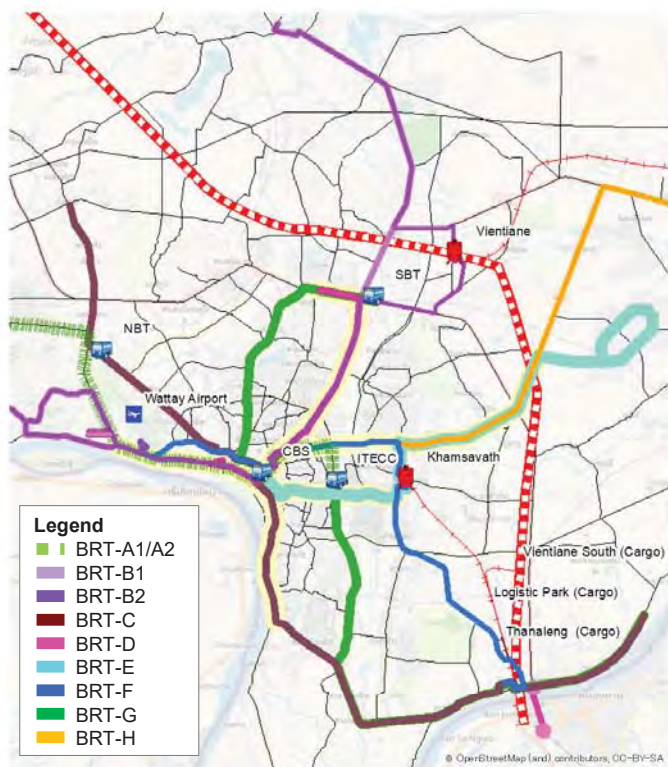 Vientiane
SBT
NBT
Wattay Airport
CBS
ITECC
Khamsavath
Vientiane South (Cargo)
Logistic Park (Cargo)
Thanaleng (Cargo)
Legend
BRT-A1/A2
BRT-B1
BRT-B2
BRT-C
BRT-D
BRT-E
BRT-F
BRT-G
BRT-H
© OpenStreetMap (and) contributors, CC-BY-SA